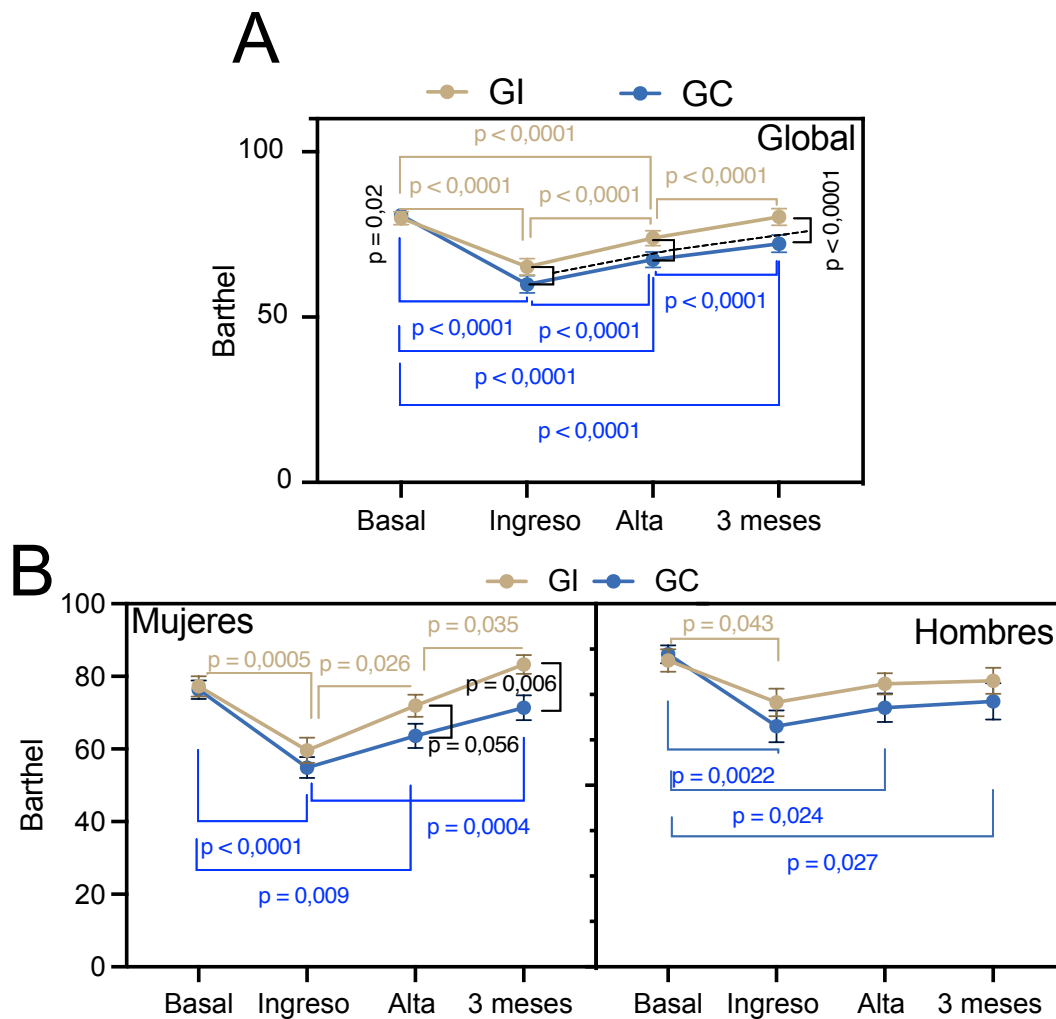 A
GI GC
Global
100
50
0
Barthel
p < 0,0001
p < 0,0001
p < 0,0001
p < 0,0001
p = 0,02
p < 0,0001
p < 0,0001
p < 0,0001
p < 0,0001
p < 0,0001
p < 0,0001
Basal Ingreso Alta 3 meses
B
GI GC
100
80
60
40
20
0
Barthel
Mujeres
p = 0,035
p = 0,0005
p = 0,026
p = 0,006
p = 0,056
p = 0,0004
p < 0,0001
p = 0,009
Basal Ingreso Alta 3 meses
Hombres
p = 0,043
p = 0,0022
p = 0,024
p = 0,027
Basal Ingreso Alta 3 meses